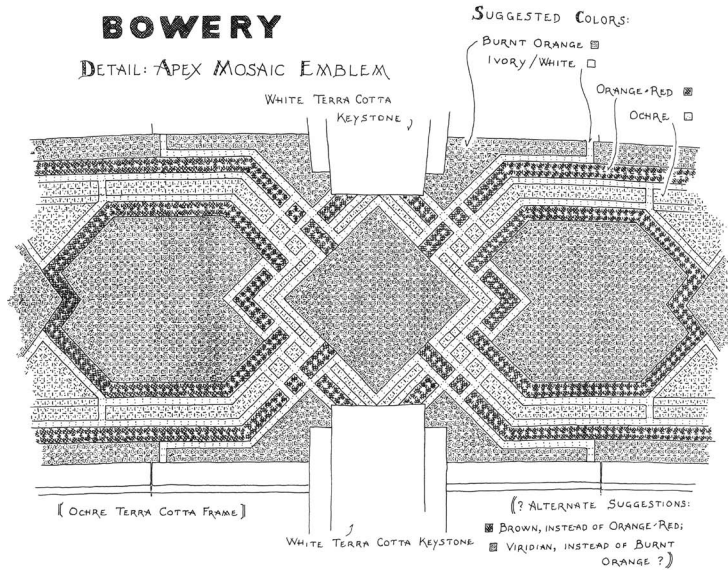 BOWERY
DETAIL: APEX MOSAIC EMBLEM
SUGGESTED COLORS:
BURNT ORANGE
IVORY/WHITE
ORANGE-RED
OCHRE
WHITE TERRA COTTA
KEYSTONE
[OCHRE TERRA COTTA FRAME]
WHITE TERRA COTTA KEYSTONE
(? ALTERNATE SUGGESTIONS:
BROWN, INSTEAD OF ORANGE-RED;
VIRIDIAN, INSTEAD OF BURNT
ORANGE ?)